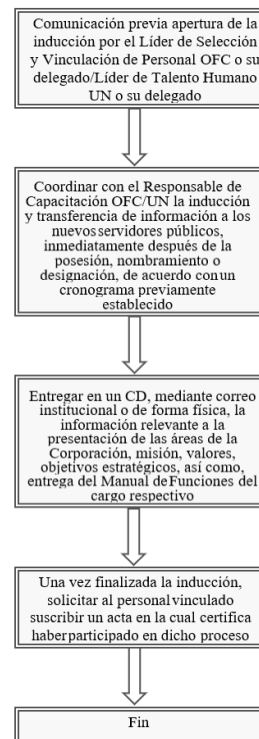 Comunicación previa apertura de la
inducción por el Líder de Selección
y Vinculación de Personal OFC o su
delegado/Líder de Talento Humano
UN o su delegado
Coordinar con el Responsable de
Capacitación OFC/UN la inducción
y transferencia de información a los
nuevos servidores públicos,
inmediatamente después de la
posesión, nombramiento o
designación, de acuerdo con un
cronograma previamente
establecido
Entregar en un CD, mediante correo
institucional o de forma física, la
información relevante a la
presentación de las áreas de la
Corporación, misión, valores,
objetivos estratégicos, así como,
entrega del Manual de Funciones del
cargo respectivo
Una vez finalizada la inducción,
solicitar al personal vinculado
suscribir un acta en la cual certifica
haber participado en dicho proceso
Fin